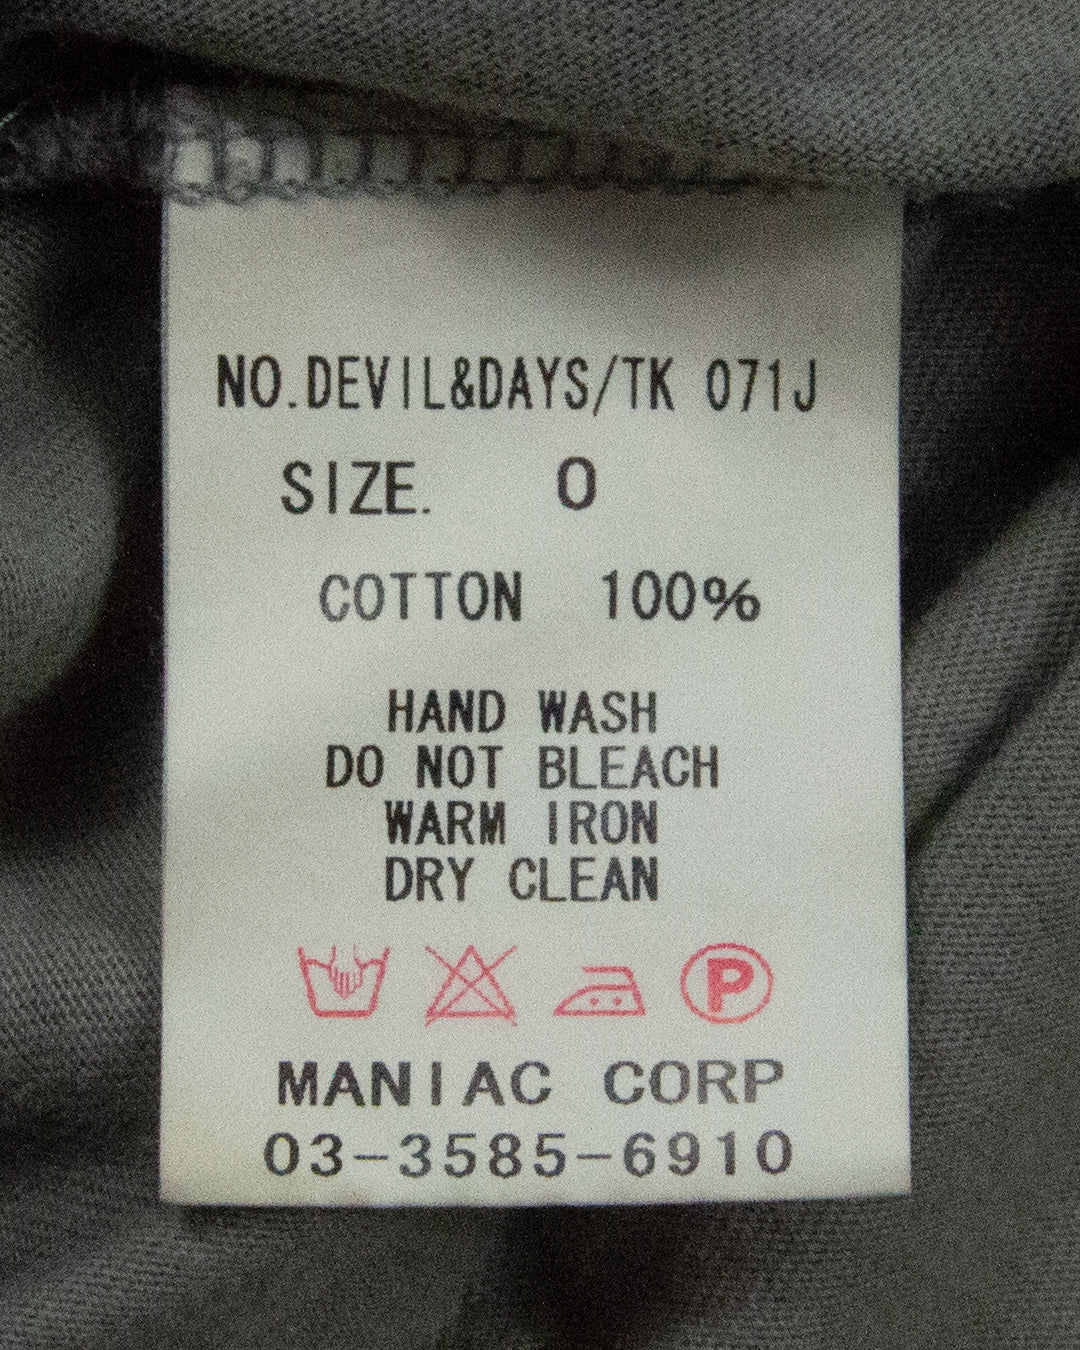 NO.DEVIL&DAYS/TK 071J
SIZE. 0
COTTON 100%
HAND WASH
DO NOT BLEACH
WARM IRON
DRY CLEAN
P
MANIAC CORP
03-3585-6910